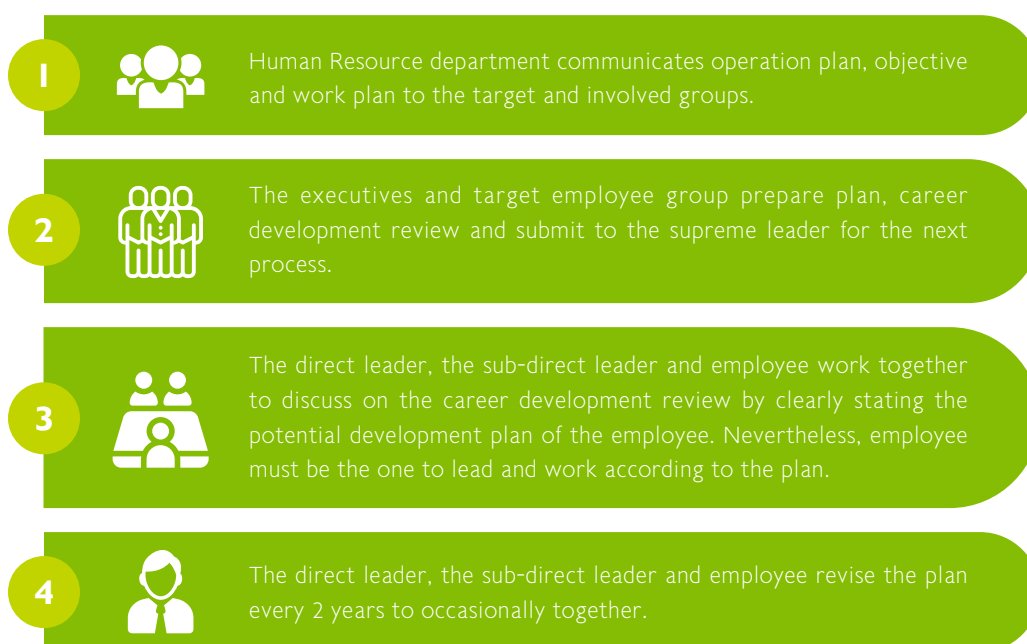 1
Human Resource department communicates operation plan, objective
and work plan to the target and involved groups.
2
The executives and target employee group prepare plan, career
development review and submit to the supreme leader for the next
process.
3
The direct leader, the sub-direct leader and employee work together
to discuss on the career development review by clearly stating the
potential development plan of the employee. Nevertheless, employee
must be the one to lead and work according to the plan.
4
The direct leader, the sub-direct leader and employee revise the plan
every 2 years to occasionally together.